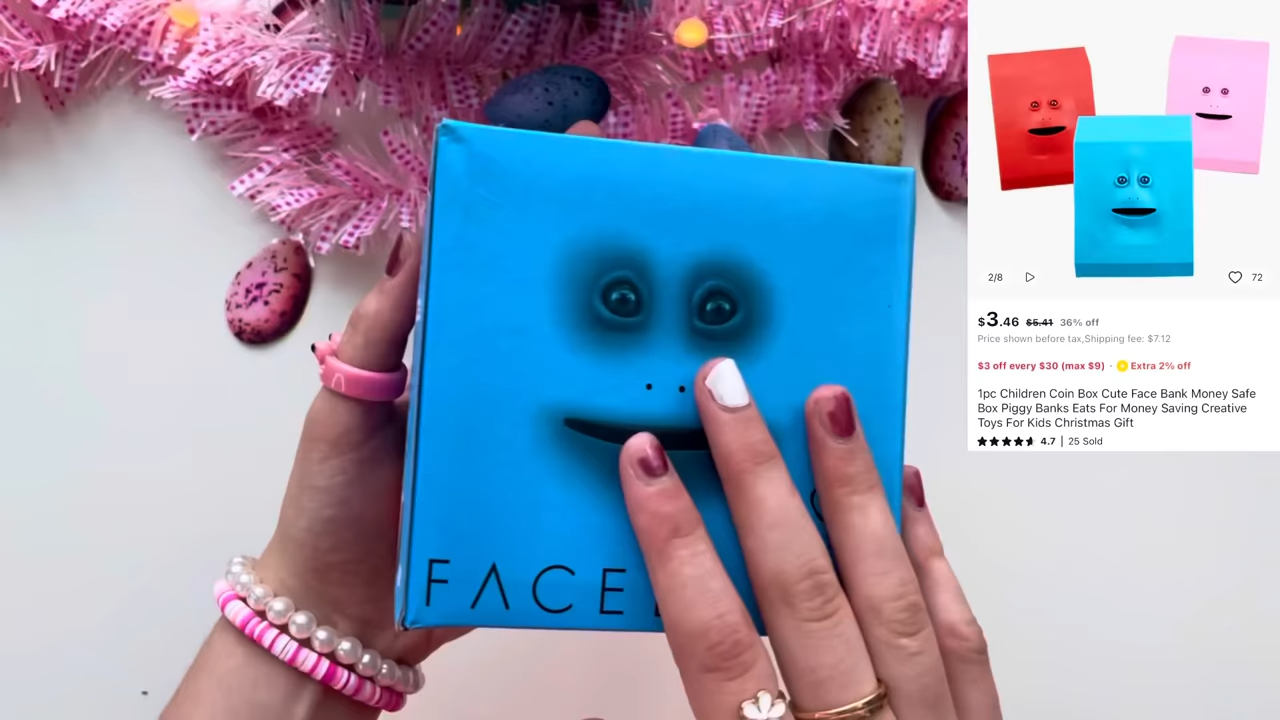 FACE
2/8
72
$3.46 $5.41 36% off
Price shown before tax,Shipping fee: $7.12
$3 off every $30 (max $9) · Extra 2% off
1pc Children Coin Box Cute Face Bank Money Safe
Box Piggy Banks Eats For Money Saving Creative
Toys For Kids Christmas Gift
4.7 | 25 Sold